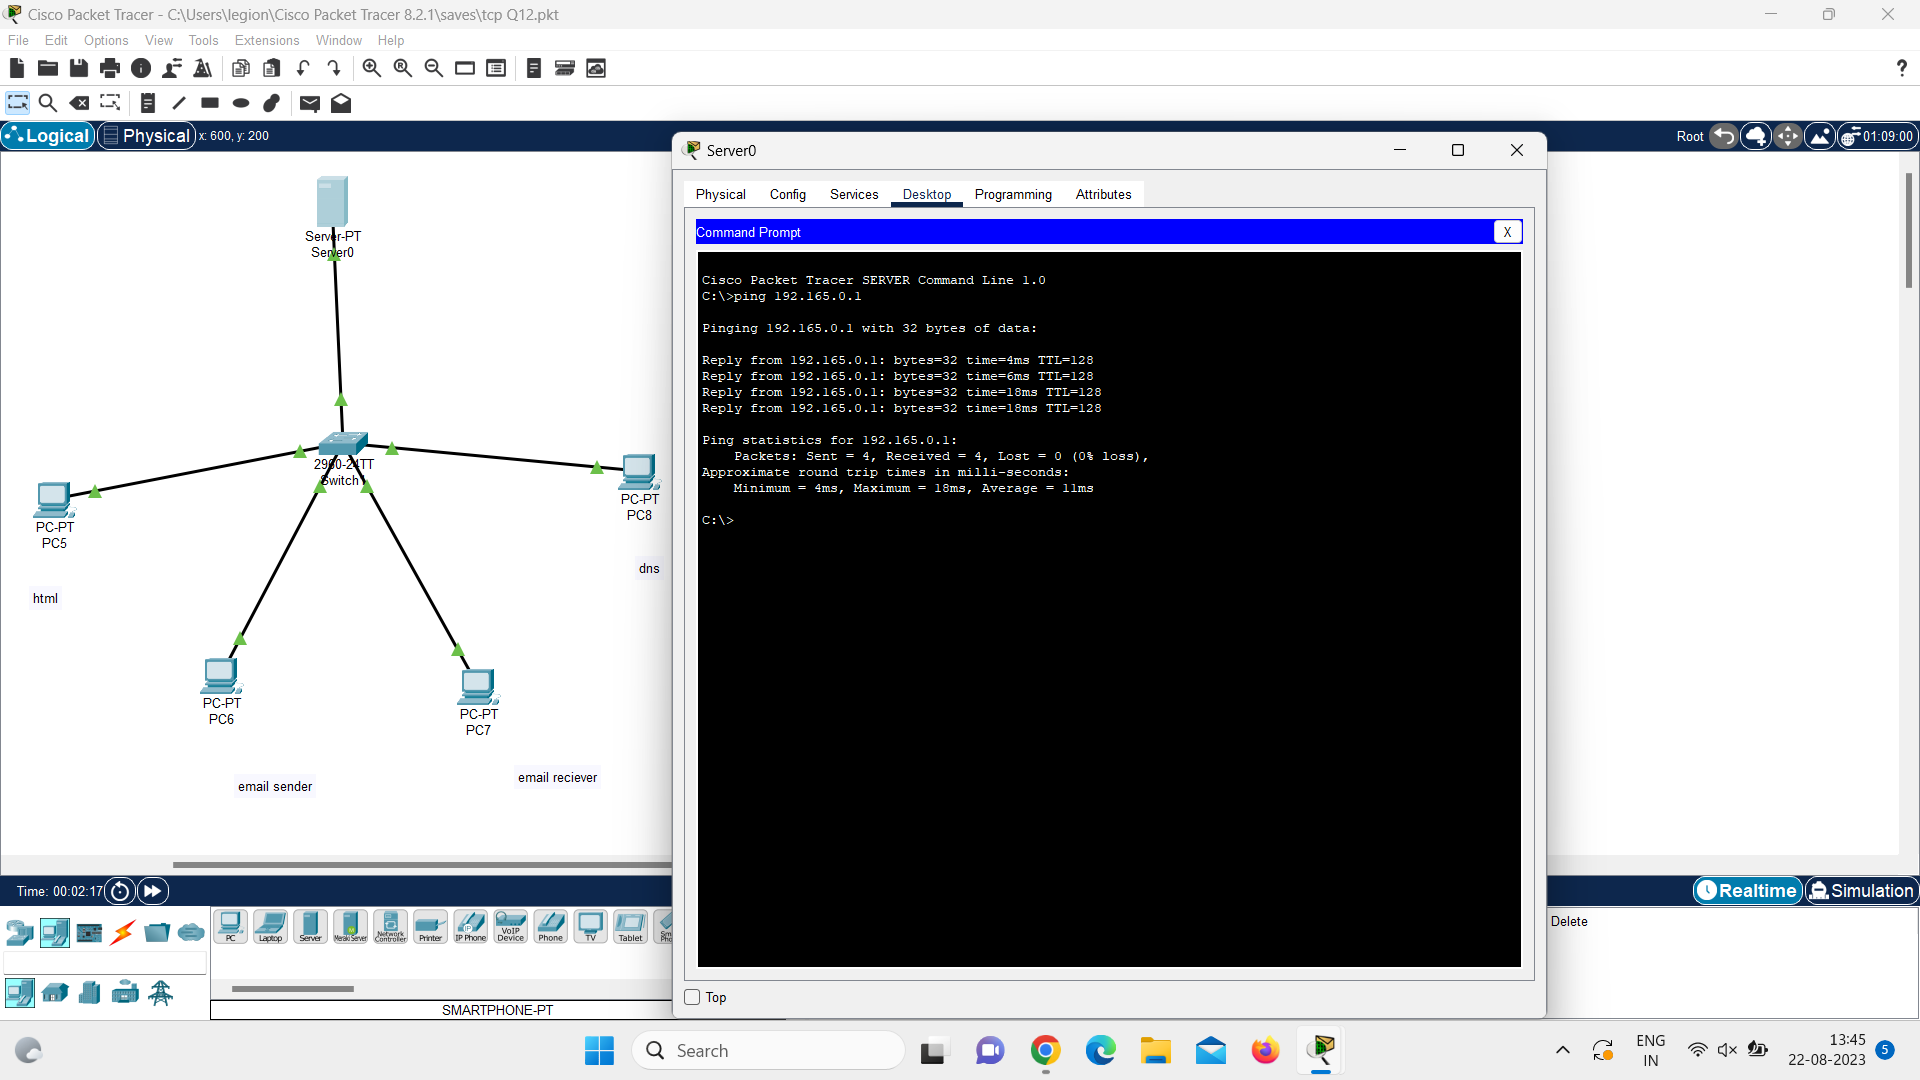 Cisco Packet Tracer - C:\Users\legion\Cisco Packet Tracer 8.2.1\saves\tcp Q12.pkt
File Edit Options View Tools Extensions Window Help
Logical Physical x: 600, y: 200
Root 01:09:00
Server-PT
Server0
2960-24TT
Switch
PC-PT
PC5
html
PC-PT
PC8
dns
PC-PT
PC6
email sender
PC-PT
PC7
email reciever
Server0
Physical Config Services Desktop Programming Attributes
Command Prompt
X
Cisco Packet Tracer SERVER Command Line 1.0
C:\>ping 192.165.0.1
Pinging 192.165.0.1 with 32 bytes of data:
Reply from 192.165.0.1: bytes=32 time=4ms TTL=128
Reply from 192.165.0.1: bytes=32 time=6ms TTL=128
Reply from 192.165.0.1: bytes=32 time=18ms TTL=128
Reply from 192.165.0.1: bytes=32 time=18ms TTL=128
Ping statistics for 192.165.0.1:
Packets: Sent = 4, Received = 4, Lost = 0 (0% loss),
Approximate round trip times in milli-seconds:
Minimum = 4ms, Maximum = 18ms, Average = 11ms
C:\>
Top
Time: 00:02:17
Realtime Simulation
PC Laptop Server Meraki Server Network Controller Printer IP Phone VoIP Device Phone TV Tablet
SMARTPHONE-PT
Delete
Search
ENG
IN
13:45
22-08-2023
5